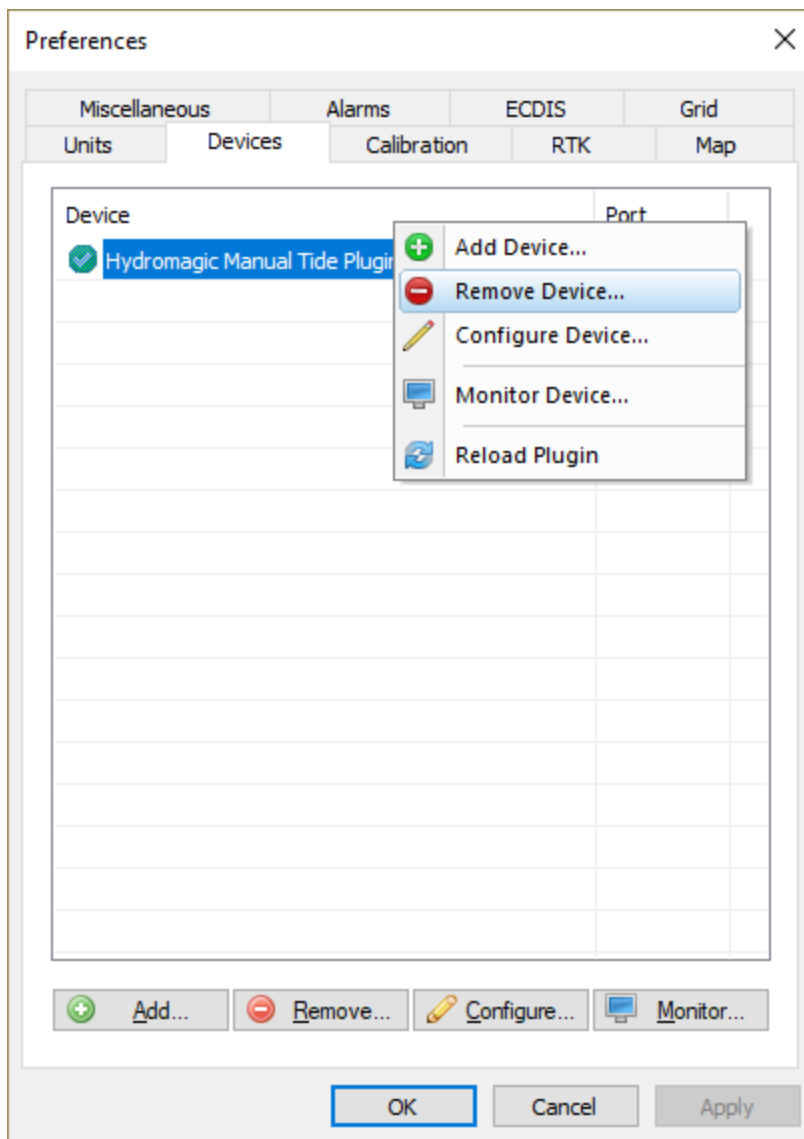 Preferences
Miscellaneous Alarms ECDIS Grid
Units Devices Calibration RTK Map
Device Port
Hydromagic Manual Tide Plugin
Add Device...
Remove Device...
Configure Device...
Monitor Device...
Reload Plugin
Add... Remove... Configure... Monitor...
OK Cancel Apply